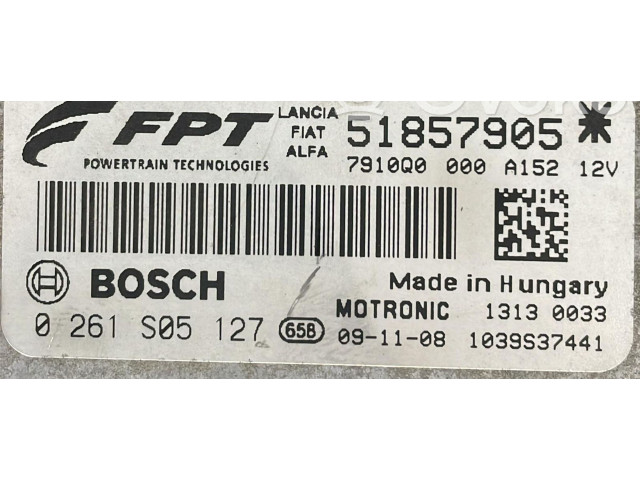 FPT
POWERTRAIN TECHNOLOGIES
LANCIA
FIAT
ALFA
51857905*
7910Q0 000 A152 12V
BOSCH
Made in Hungary
MOTRONIC 1313 0033
0 261 S05 127 65B 09-11-08 1039S37441